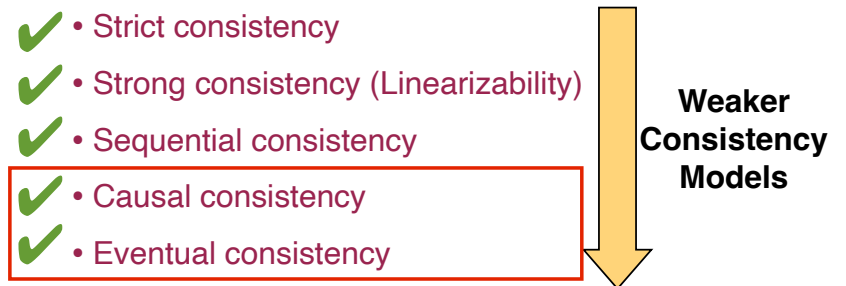 • Strict consistency
• Strong consistency (Linearizability)
• Sequential consistency
• Causal consistency
• Eventual consistency
Weaker
Consistency
Models